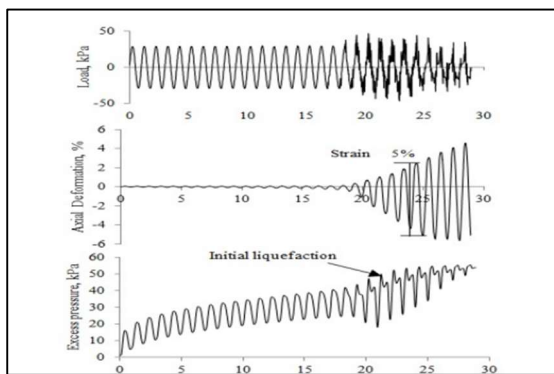 Load, kPa
50
0
-50
0 5 10 15 20 25 30
Axial Deformation, %
6
4
2
0
-2
-4
-6
Strain 5%
0 5 10 15 20 25 30
Excess pressure, kPa
60
50
40
30
20
10
0
Initial liquefaction
0 5 10 15 20 25 30